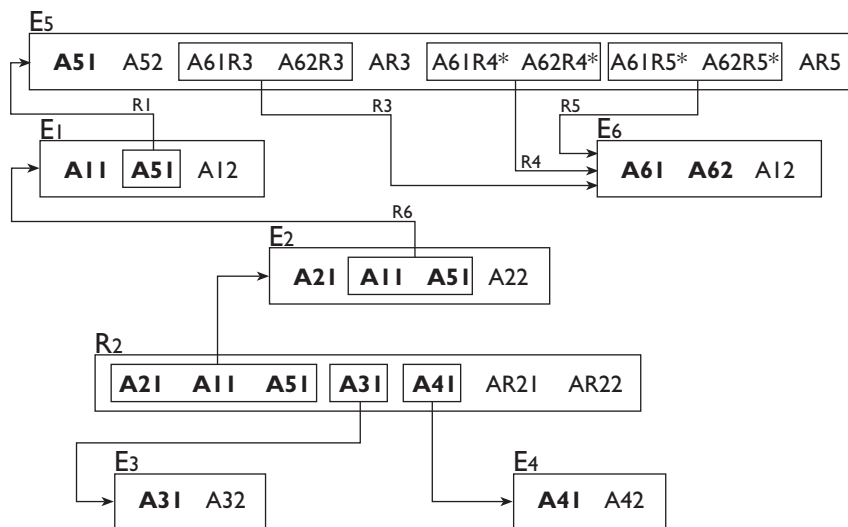 E5
A51 A52 A61R3 A62R3 AR3 A61R4* A62R4* A61R5* A62R5* AR5
R1 R3 R5
E1 E6
A11 A51 A12 R4 A61 A62 A12
R6
E2
A21 A11 A51 A22
R2
A21 A11 A51 A31 A41 AR21 AR22
E3 E4
A31 A32 A41 A42